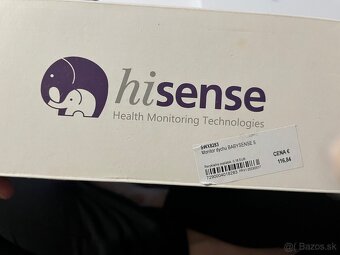 hisense
Health Monitoring Technologies
Monitor dychu BABYSENSE 5
CENA €
116,84
bazos.sk